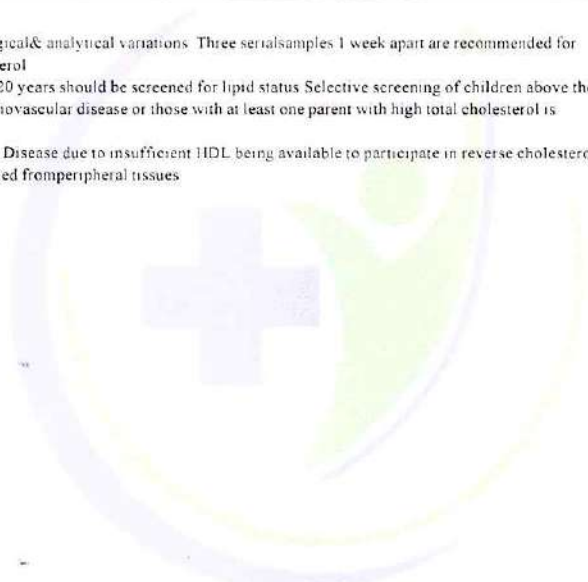 gical& analytical variations Three serialsamples 1 week apart are recommended for
erol
20 years should be screened for lipid status Selective screening of children above the
iovascular disease or those with at least one parent with high total cholesterol is
Disease due to insufficient HDL being available to participate in reverse cholestero
ed fromperipheral tissues